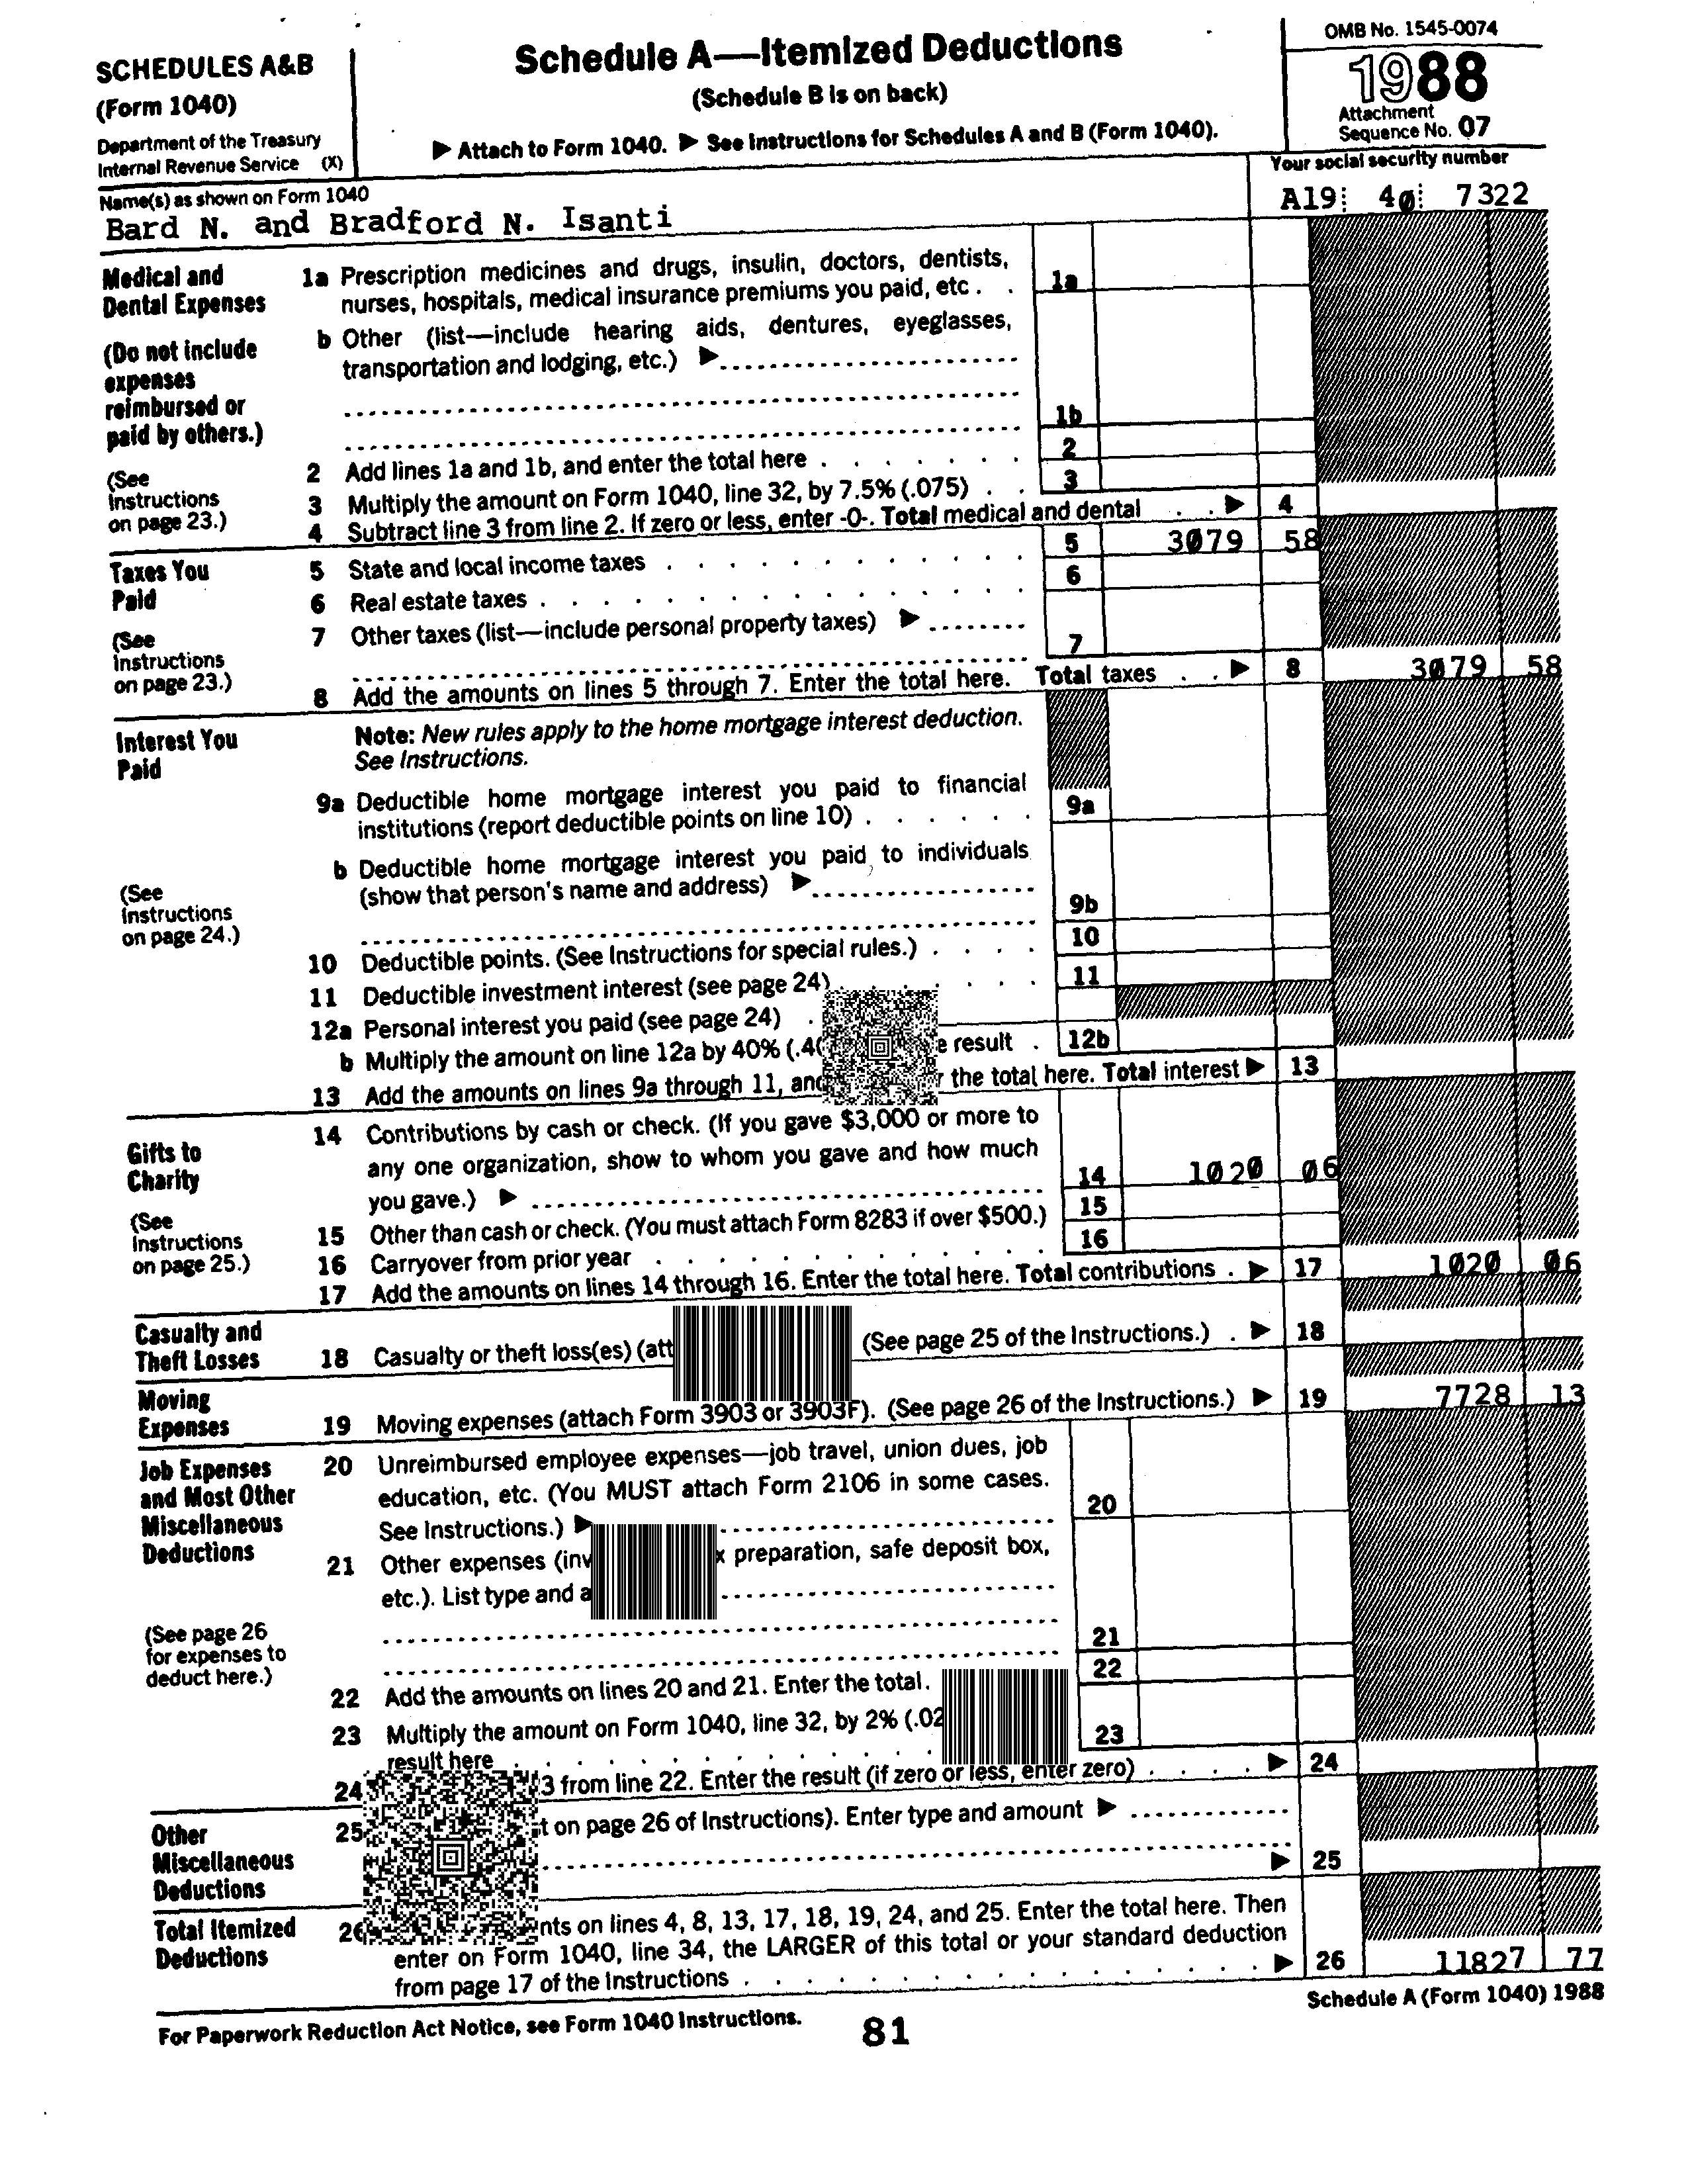 SCHEDULES A&B
(Form 1040)
Department of the Treasury
Internal Revenue Service (X)
Schedule A—Itemized Deductions
(Schedule B is on back)
▶ Attach to Form 1040. ▶ See Instructions for Schedules A and B (Form 1040).
OMB No. 1545-0074
1988
Attachment
Sequence No. 07
Name(s) as shown on Form 1040
Bard N. and Bradford N. Isanti
Your social security number
A19 40 7322
Medical and
Dental Expenses
(Do not include
expenses
reimbursed or
paid by others.)
(See
Instructions
on page 23.)
1a Prescription medicines and drugs, insulin, doctors, dentists,
nurses, hospitals, medical insurance premiums you paid, etc . . 1a
b Other (list—include hearing aids, dentures, eyeglasses,
transportation and lodging, etc.) ▶
1b
2 Add lines 1a and 1b, and enter the total here . . . . . . . 2
3 Multiply the amount on Form 1040, line 32, by 7.5% (.075) . . 3
4 Subtract line 3 from line 2. If zero or less, enter -0-. Total medical and dental . . ▶ 4
Taxes You
Paid
(See
Instructions
on page 23.)
5 State and local income taxes . . . . . . . . . . . 5 3079 58
6 Real estate taxes . . . . . . . . . . . . . . . 6
7 Other taxes (list—include personal property taxes) ▶
7
8 Add the amounts on lines 5 through 7. Enter the total here. Total taxes . . ▶ 8 3079 58
Interest You
Paid
(See
Instructions
on page 24.)
Note: New rules apply to the home mortgage interest deduction.
See Instructions.
9a Deductible home mortgage interest you paid to financial
institutions (report deductible points on line 10) . . . . . . 9a
b Deductible home mortgage interest you paid to individuals
(show that person's name and address) ▶
9b
10 Deductible points. (See Instructions for special rules.) . . . . 10
11 Deductible investment interest (see page 24) . . . . . . 11
12a Personal interest you paid (see page 24) .
b Multiply the amount on line 12a by 40% (.4 e result . 12b
13 Add the amounts on lines 9a through 11, and r the total here. Total interest ▶ 13
Gifts to
Charity
(See
Instructions
on page 25.)
14 Contributions by cash or check. (If you gave $3,000 or more to
any one organization, show to whom you gave and how much
you gave.) ▶ 14 1020 06
15 Other than cash or check. (You must attach Form 8283 if over $500.) 15
16 Carryover from prior year . . . . . . . . . . . 16
17 Add the amounts on lines 14 through 16. Enter the total here. Total contributions . ▶ 17 1020 06
Casualty and
Theft Losses
18 Casualty or theft loss(es) (att (See page 25 of the Instructions.) . ▶ 18
Moving
Expenses
19 Moving expenses (attach Form 3903 or 3903F). (See page 26 of the Instructions.) ▶ 19 7728 13
Job Expenses
and Most Other
Miscellaneous
Deductions
(See page 26
for expenses to
deduct here.)
20 Unreimbursed employee expenses—job travel, union dues, job
education, etc. (You MUST attach Form 2106 in some cases.
See Instructions.) ▶ 20
21 Other expenses (inv x preparation, safe deposit box,
etc.). List type and a
21
22 Add the amounts on lines 20 and 21. Enter the total. 22
23 Multiply the amount on Form 1040, line 32, by 2% (.02
result here . . . . . . . . . . . . . 23
24 3 from line 22. Enter the result (if zero or less, enter zero) . . . . ▶ 24
Other
Miscellaneous
Deductions
25 t on page 26 of Instructions). Enter type and amount ▶
▶ 25
Total Itemized
Deductions
26 nts on lines 4, 8, 13, 17, 18, 19, 24, and 25. Enter the total here. Then
enter on Form 1040, line 34, the LARGER of this total or your standard deduction
from page 17 of the Instructions . . . . . . . . . . . . . . . . . ▶ 26 11827 77
For Paperwork Reduction Act Notice, see Form 1040 Instructions.
81
Schedule A (Form 1040) 1988